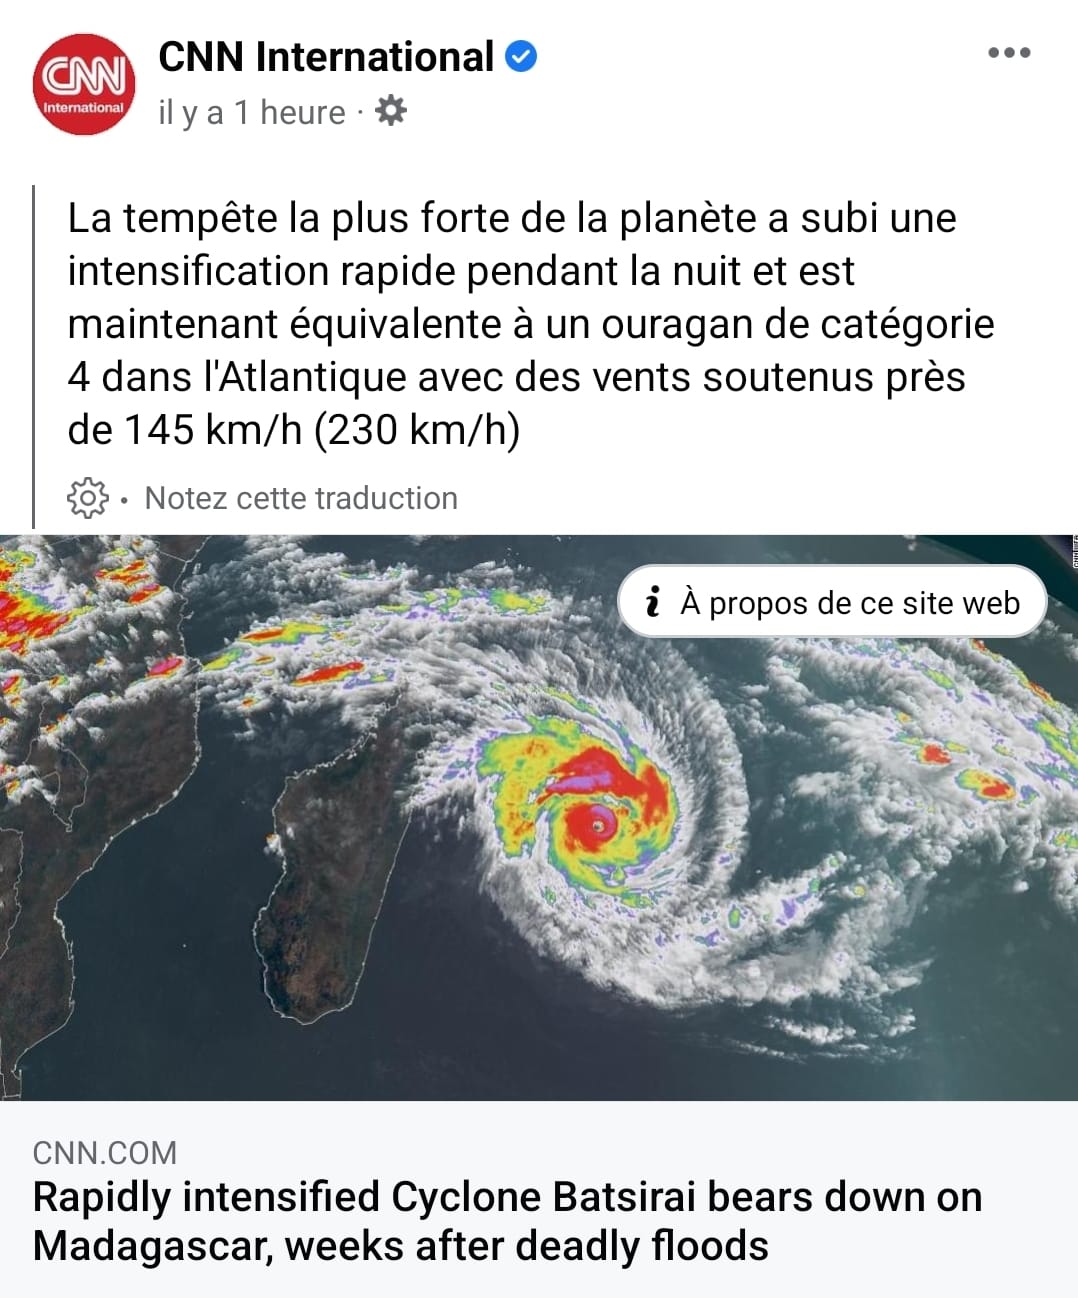 CNN
International
CNN International
il y a 1 heure ·
La tempête la plus forte de la planète a subi une
intensification rapide pendant la nuit et est
maintenant équivalente à un ouragan de catégorie
4 dans l'Atlantique avec des vents soutenus près
de 145 km/h (230 km/h)
• Notez cette traduction
i À propos de ce site web
CNN.COM
Rapidly intensified Cyclone Batsirai bears down on
Madagascar, weeks after deadly floods